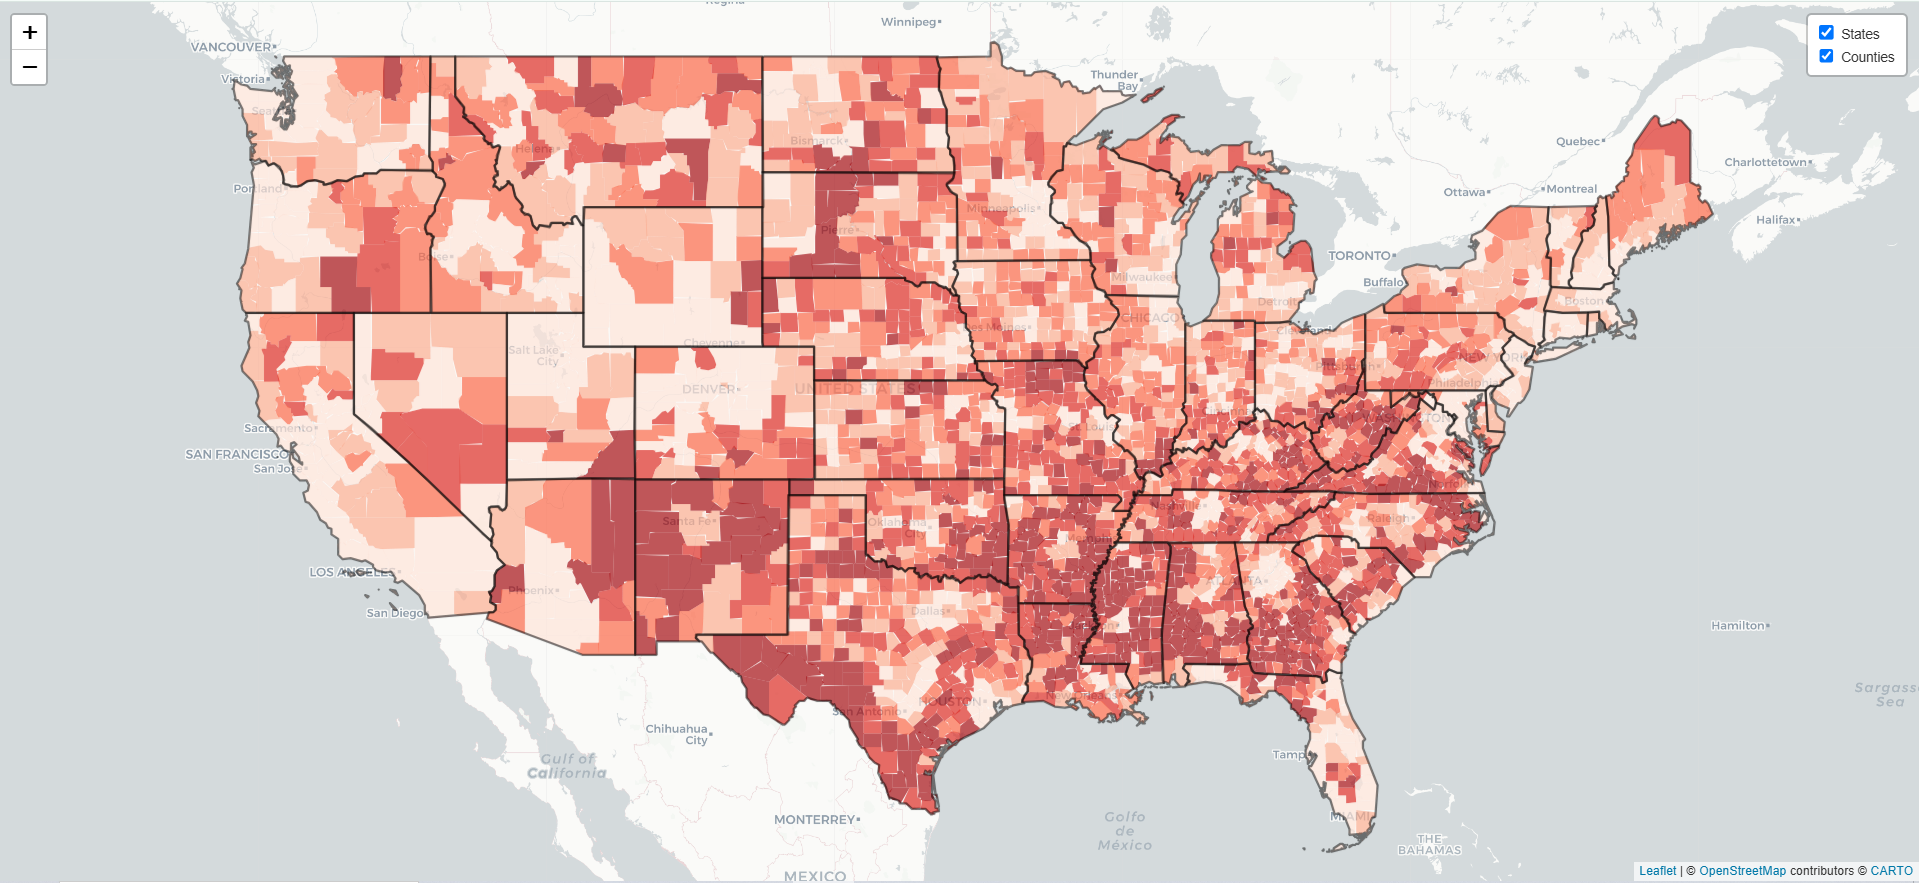 +
−
States
Counties
Regina
Winnipeg
VANCOUVER
Victoria
Seattle
Thunder
Bay
Quebec
Charlottetown
Ottawa
Montreal
Halifax
Portland
Helena
Bismarck
Minneapolis
Pierre
Boise
TORONTO
Buffalo
Milwaukee
Detroit
Boston
CHICAGO
Cleveland
Des Moines
Salt Lake
City
Cheyenne
NEW YORK
Pittsburgh
Philadelphia
DENVER
UNITED STATES
Cincinnati
WASHINGTON
St. Louis
Sacramento
SAN FRANCISCO
San Jose
Norfolk
Nashville
Raleigh
Santa Fe
Oklahoma
City
Memphis
LOS ANGELES
Phoenix
ATLANTA
San Diego
Dallas
Hamilton
HOUSTON
New Orleans
San Antonio
Sargasso
Sea
Chihuahua
City
Gulf of
California
Tampa
MIAMI
MONTERREY
Golfo
de
México
THE
BAHAMAS
MEXICO
Leaflet | © OpenStreetMap contributors © CARTO